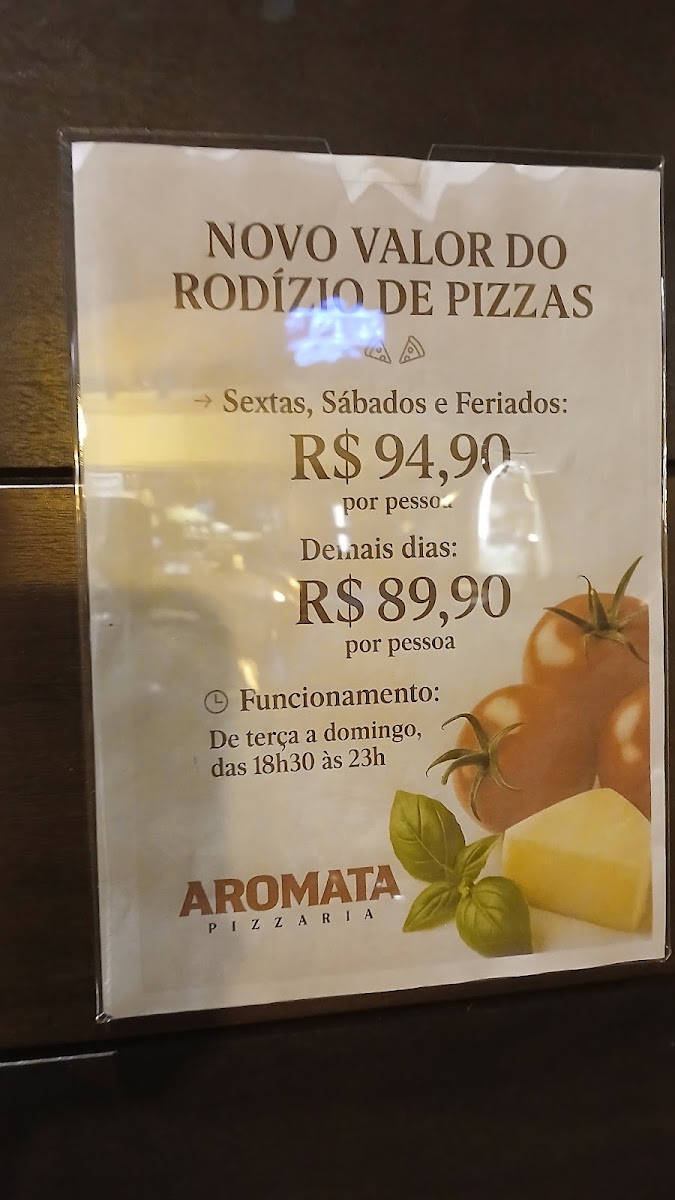 NOVO VALOR DO
RODÍZIO DE PIZZAS
→ Sextas, Sábados e Feriados:
R$ 94,90
por pessoa
Demais dias:
R$ 89,90
por pessoa
Funcionamento:
De terça a domingo,
das 18h30 às 23h
AROMATA
PIZZARIA